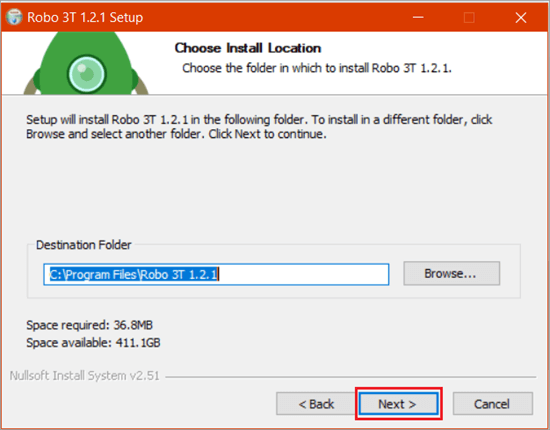 Robo 3T 1.2.1 Setup
Choose Install Location
Choose the folder in which to install Robo 3T 1.2.1.
Setup will install Robo 3T 1.2.1 in the following folder. To install in a different folder, click
Browse and select another folder. Click Next to continue.
Destination Folder
C:\Program Files\Robo 3T 1.2.1
Browse...
Space required: 36.8MB
Space available: 411.1GB
Nullsoft Install System v2.51
< Back
Next >
Cancel